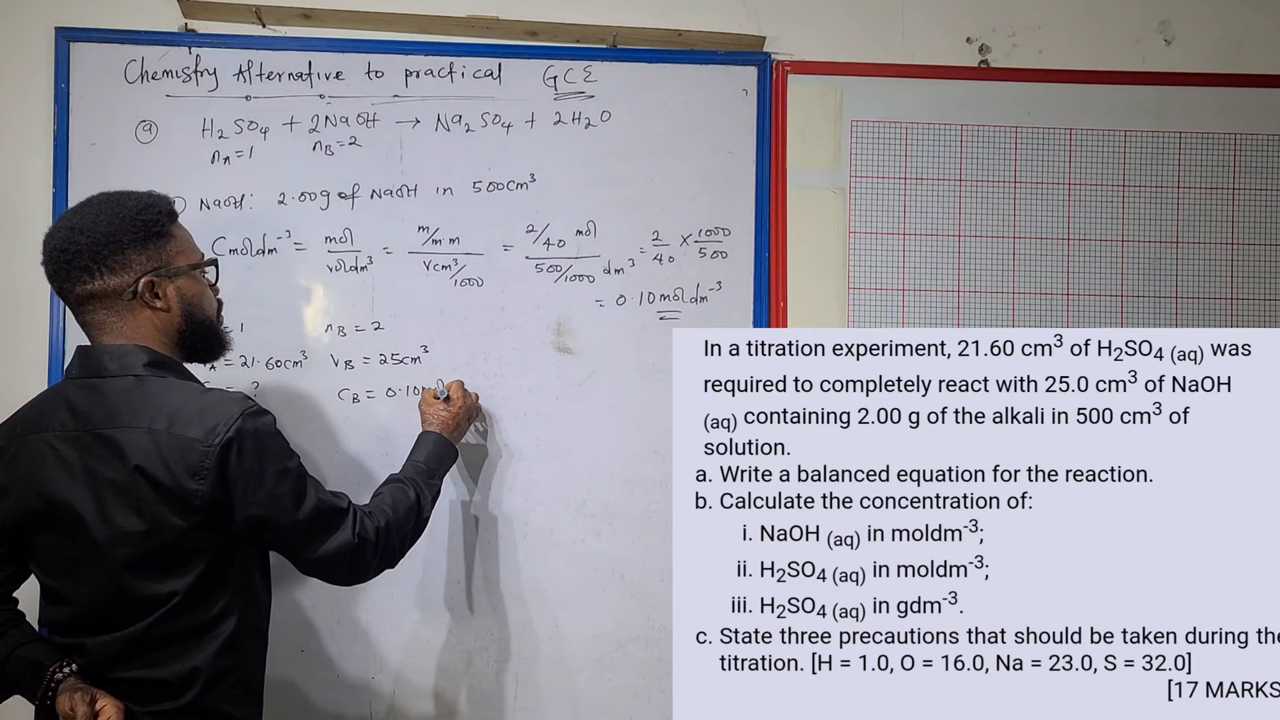 Chemistry Alternative to practical GCE
(a) H₂SO₄ + 2NaOH → Na₂SO₄ + 2H₂O
nA=1 nB=2
) NaOH: 2.00g of NaOH in 500cm³
Cmoldm⁻³ = mol/voldm³ = (m/m.m)/(Vcm³/1000) = (2/40 mol)/(500/1000 dm³) = 2/40 × 1000/500
= 0.10moldm⁻³
1 nB = 2
A = 21.60cm³ VB = 25cm³
= ? CB = 0.10
In a titration experiment, 21.60 cm³ of H₂SO₄ (aq) was
required to completely react with 25.0 cm³ of NaOH
(aq) containing 2.00 g of the alkali in 500 cm³ of
solution.
a. Write a balanced equation for the reaction.
b. Calculate the concentration of:
i. NaOH (aq) in moldm⁻³;
ii. H₂SO₄ (aq) in moldm⁻³;
iii. H₂SO₄ (aq) in gdm⁻³.
c. State three precautions that should be taken during the
titration. [H = 1.0, O = 16.0, Na = 23.0, S = 32.0]
[17 MARKS